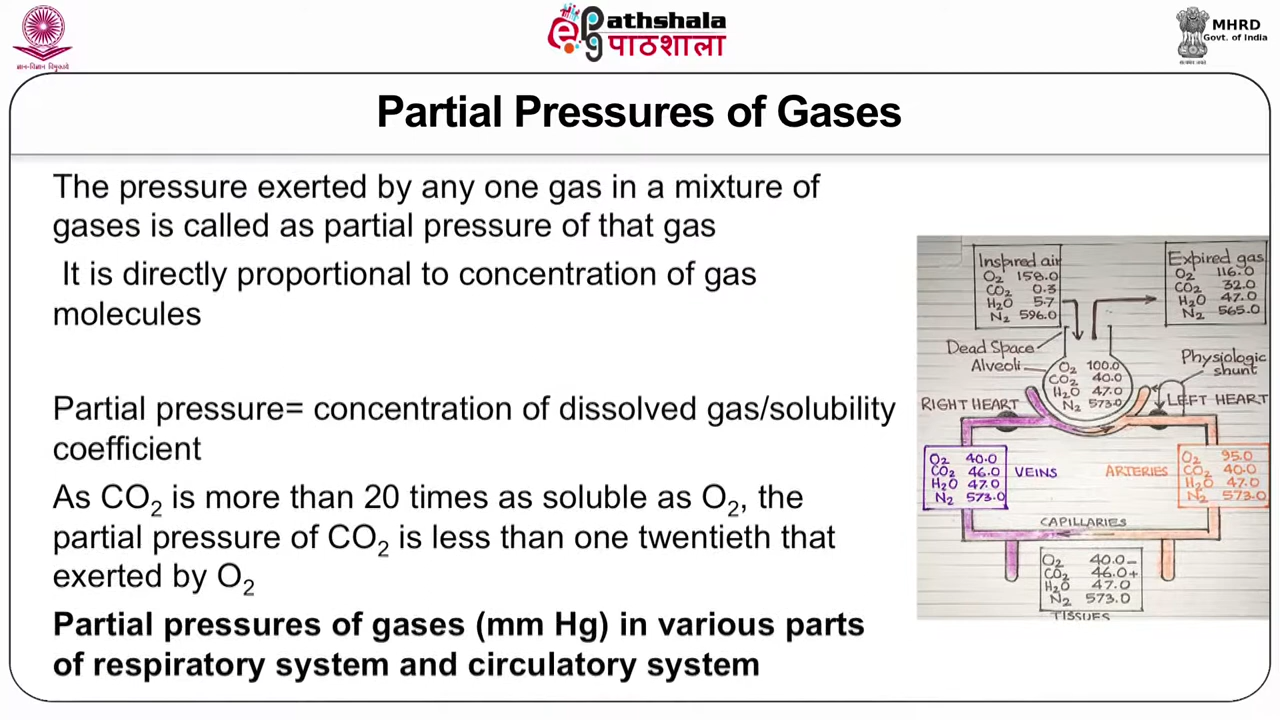 ज्ञान-विज्ञान विमुक्तये
ePathshala
पाठशाला
MHRD
Govt. of India
सत्यमेव जयते
Partial Pressures of Gases
The pressure exerted by any one gas in a mixture of
gases is called as partial pressure of that gas
It is directly proportional to concentration of gas
molecules
Partial pressure= concentration of dissolved gas/solubility
coefficient
As CO₂ is more than 20 times as soluble as O₂, the
partial pressure of CO₂ is less than one twentieth that
exerted by O₂
Partial pressures of gases (mm Hg) in various parts
of respiratory system and circulatory system
Inspired air
O₂ 158.0
CO₂ 0.3
H₂O 5.7
N₂ 596.0
Expired gas
O₂ 116.0
CO₂ 32.0
H₂O 47.0
N₂ 565.0
Dead Space
Alveoli
O₂ 100.0
CO₂ 40.0
H₂O 47.0
N₂ 573.0
Physiologic
shunt
RIGHT HEART
LEFT HEART
O₂ 40.0
CO₂ 46.0
H₂O 47.0
N₂ 573.0
VEINS
ARTERIES
O₂ 95.0
CO₂ 40.0
H₂O 47.0
N₂ 573.0
CAPILLARIES
O₂ 40.0-
CO₂ 46.0+
H₂O 47.0
N₂ 573.0
TISSUES